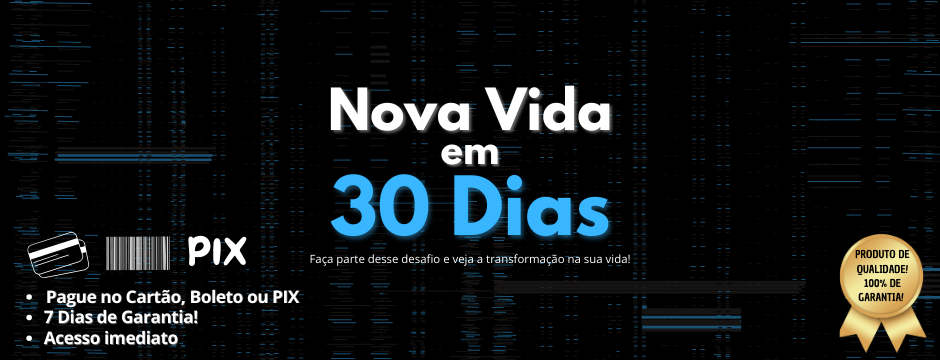 Nova Vida
em
30 Dias
Faça parte desse desafio e veja a transformação na sua vida!
PIX
• Pague no Cartão, Boleto ou PIX
• 7 Dias de Garantia!
• Acesso imediato
PRODUTO DE
QUALIDADE!
100% DE
GARANTIA!